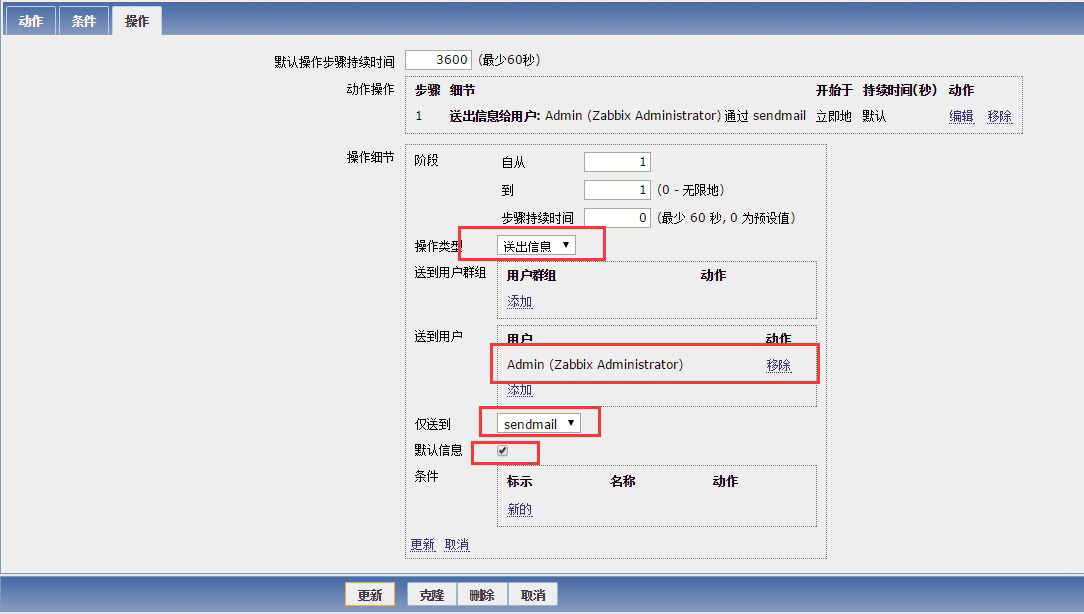 动作 条件 操作
默认操作步骤持续时间 3600 (最少60秒)
动作操作 步骤 细节 开始于 持续时间(秒) 动作
1 送出信息给用户: Admin (Zabbix Administrator) 通过 sendmail 立即地 默认 编辑 移除
操作细节 阶段 自从 1
到 1 (0 - 无限地)
步骤持续时间 0 (最少 60 秒, 0 为预设值)
操作类型 送出信息
送到用户群组 用户群组 动作
添加
送到用户 用户 动作
Admin (Zabbix Administrator) 移除
添加
仅送到 sendmail
默认信息
条件 标示 名称 动作
新的
更新 取消
更新 克隆 删除 取消